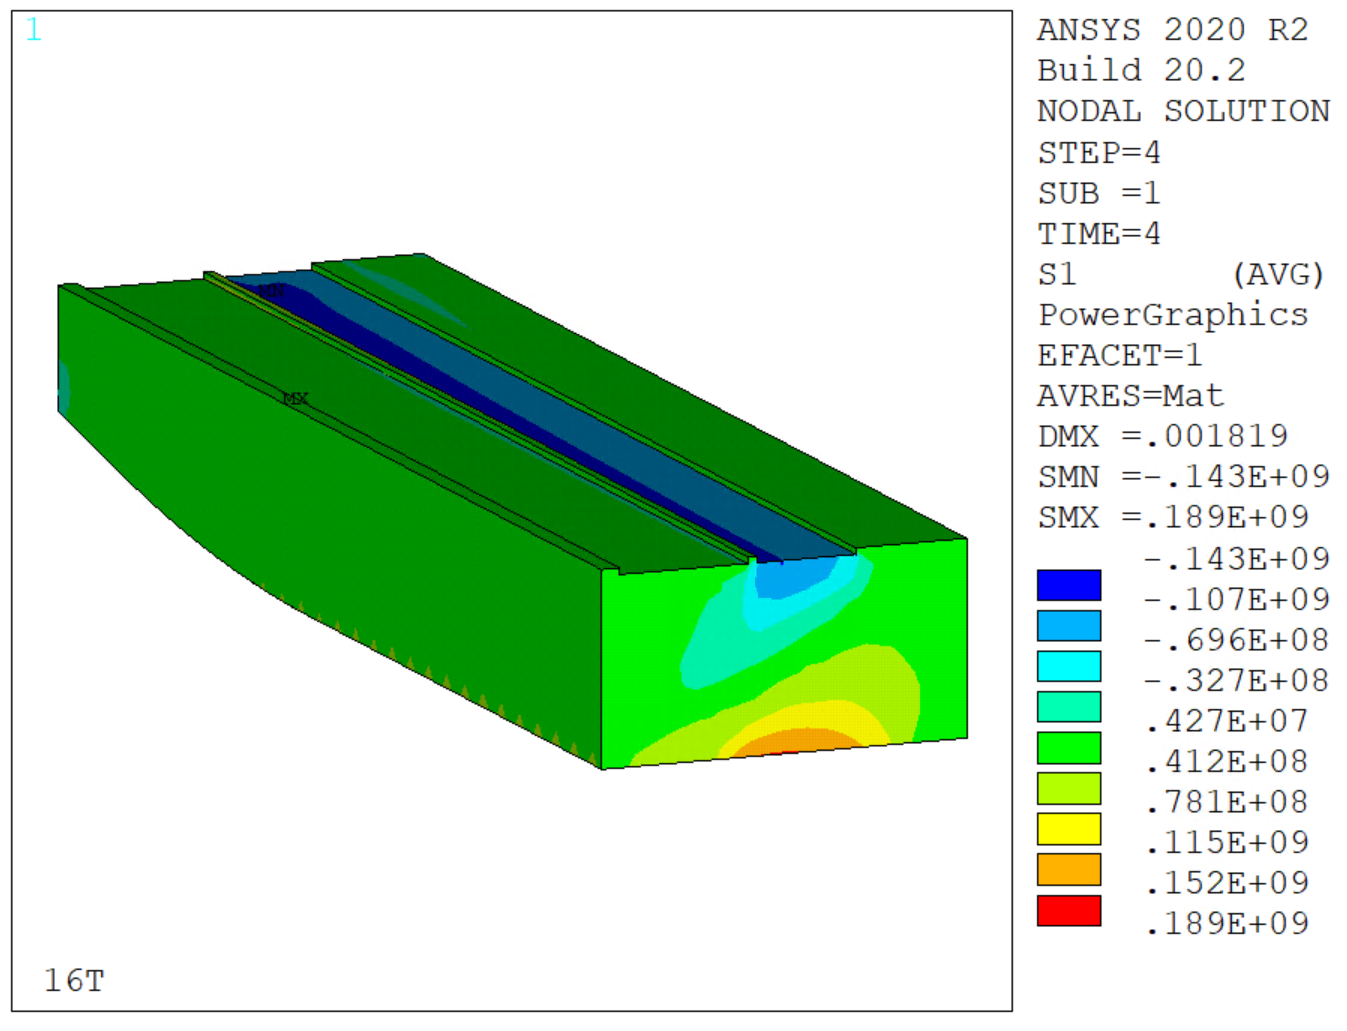 1
ANSYS 2020 R2
Build 20.2
NODAL SOLUTION
STEP=4
SUB =1
TIME=4
S1 (AVG)
PowerGraphics
EFACET=1
AVRES=Mat
DMX =.001819
SMN =-.143E+09
SMX =.189E+09
-.143E+09
-.107E+09
-.696E+08
-.327E+08
.427E+07
.412E+08
.781E+08
.115E+09
.152E+09
.189E+09
MN
MX
16T